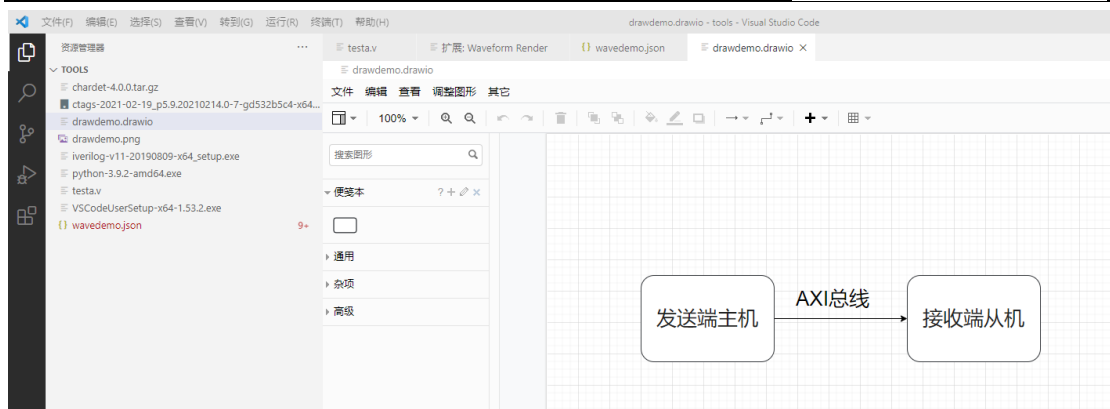 文件(F) 编辑(E) 选择(S) 查看(V) 转到(G) 运行(R) 终端(T) 帮助(H)
drawdemo.drawio - tools - Visual Studio Code
资源管理器 ···
testa.v
扩展: Waveform Render
{} wavedemo.json
drawdemo.drawio ×
TOOLS
chardet-4.0.0.tar.gz
ctags-2021-02-19_p5.9.20210214.0-7-gd532b5c4-x64...
drawdemo.drawio
drawdemo.png
iverilog-v11-20190809-x64_setup.exe
python-3.9.2-amd64.exe
testa.v
VSCodeUserSetup-x64-1.53.2.exe
{} wavedemo.json 9+
drawdemo.drawio
文件 编辑 查看 调整图形 其它
100%
搜索图形
便笺本 ? + ×
通用
杂项
高级
发送端主机
AXI总线
接收端从机